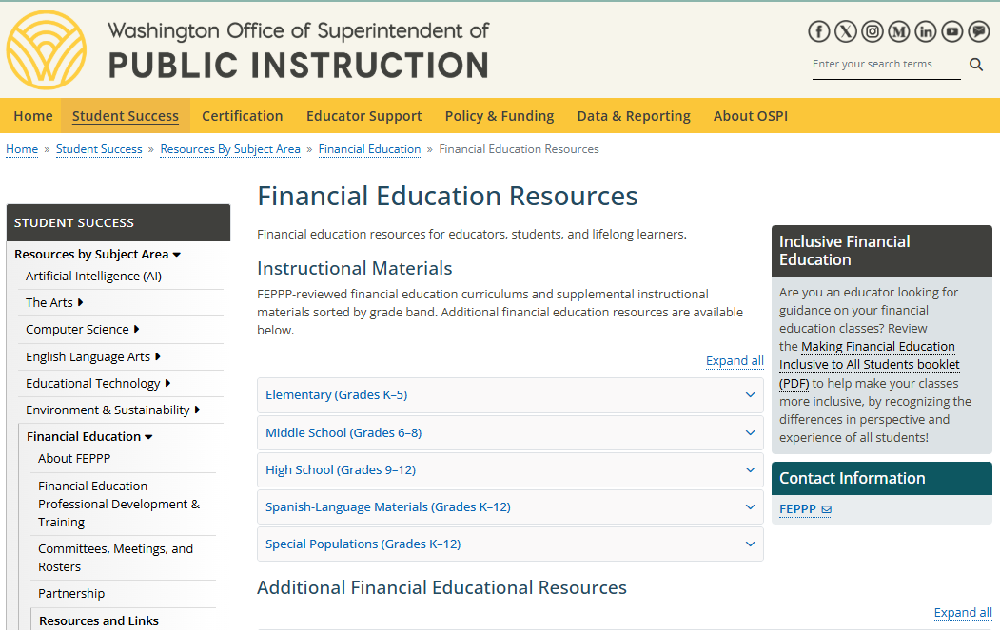 Washington Office of Superintendent of
PUBLIC INSTRUCTION
Enter your search terms
Home Student Success Certification Educator Support Policy & Funding Data & Reporting About OSPI
Home » Student Success » Resources By Subject Area » Financial Education » Financial Education Resources
STUDENT SUCCESS
Resources by Subject Area
Artificial Intelligence (AI)
The Arts
Computer Science
English Language Arts
Educational Technology
Environment & Sustainability
Financial Education
About FEPPP
Financial Education
Professional Development &
Training
Committees, Meetings, and
Rosters
Partnership
Resources and Links
Financial Education Resources
Financial education resources for educators, students, and lifelong learners.
Instructional Materials
FEPPP-reviewed financial education curriculums and supplemental instructional
materials sorted by grade band. Additional financial education resources are available
below.
Expand all
Elementary (Grades K–5)
Middle School (Grades 6–8)
High School (Grades 9–12)
Spanish-Language Materials (Grades K–12)
Special Populations (Grades K–12)
Additional Financial Educational Resources
Expand all
Inclusive Financial
Education
Are you an educator looking for
guidance on your financial
education classes? Review
the Making Financial Education
Inclusive to All Students booklet
(PDF) to help make your classes
more inclusive, by recognizing the
differences in perspective and
experience of all students!
Contact Information
FEPPP